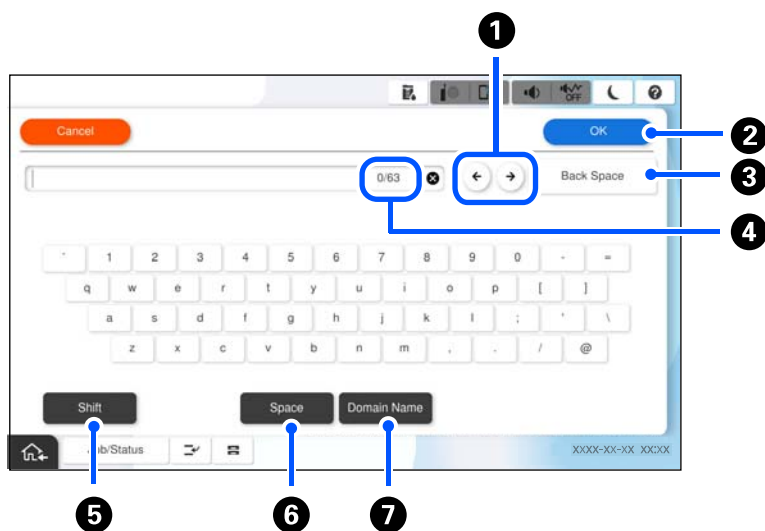 1
OFF
Cancel
OK
2
0/63
Back Space
3
4
` 1 2 3 4 5 6 7 8 9 0 - =
q w e r t y u i o p [ ]
a s d f g h j k l ; ' \
z x c v b n m , . / @
Shift
Space
Domain Name
/Status
XXXX-XX-XX XX:XX
5
6
7